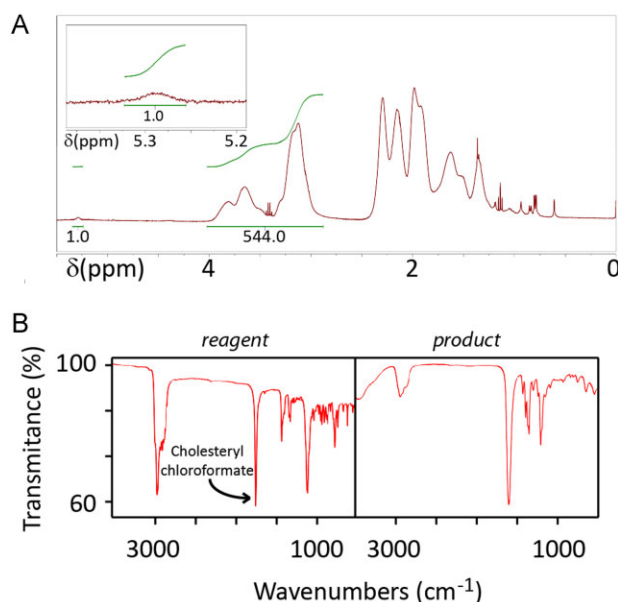 A
1.0
δ(ppm)
5.3
5.2
1.0
544.0
δ(ppm)
4
2
0
B
reagent
product
100
60
Transmitance (%)
Cholesteryl
chloroformate
3000
1000
3000
1000
Wavenumbers (cm⁻¹)